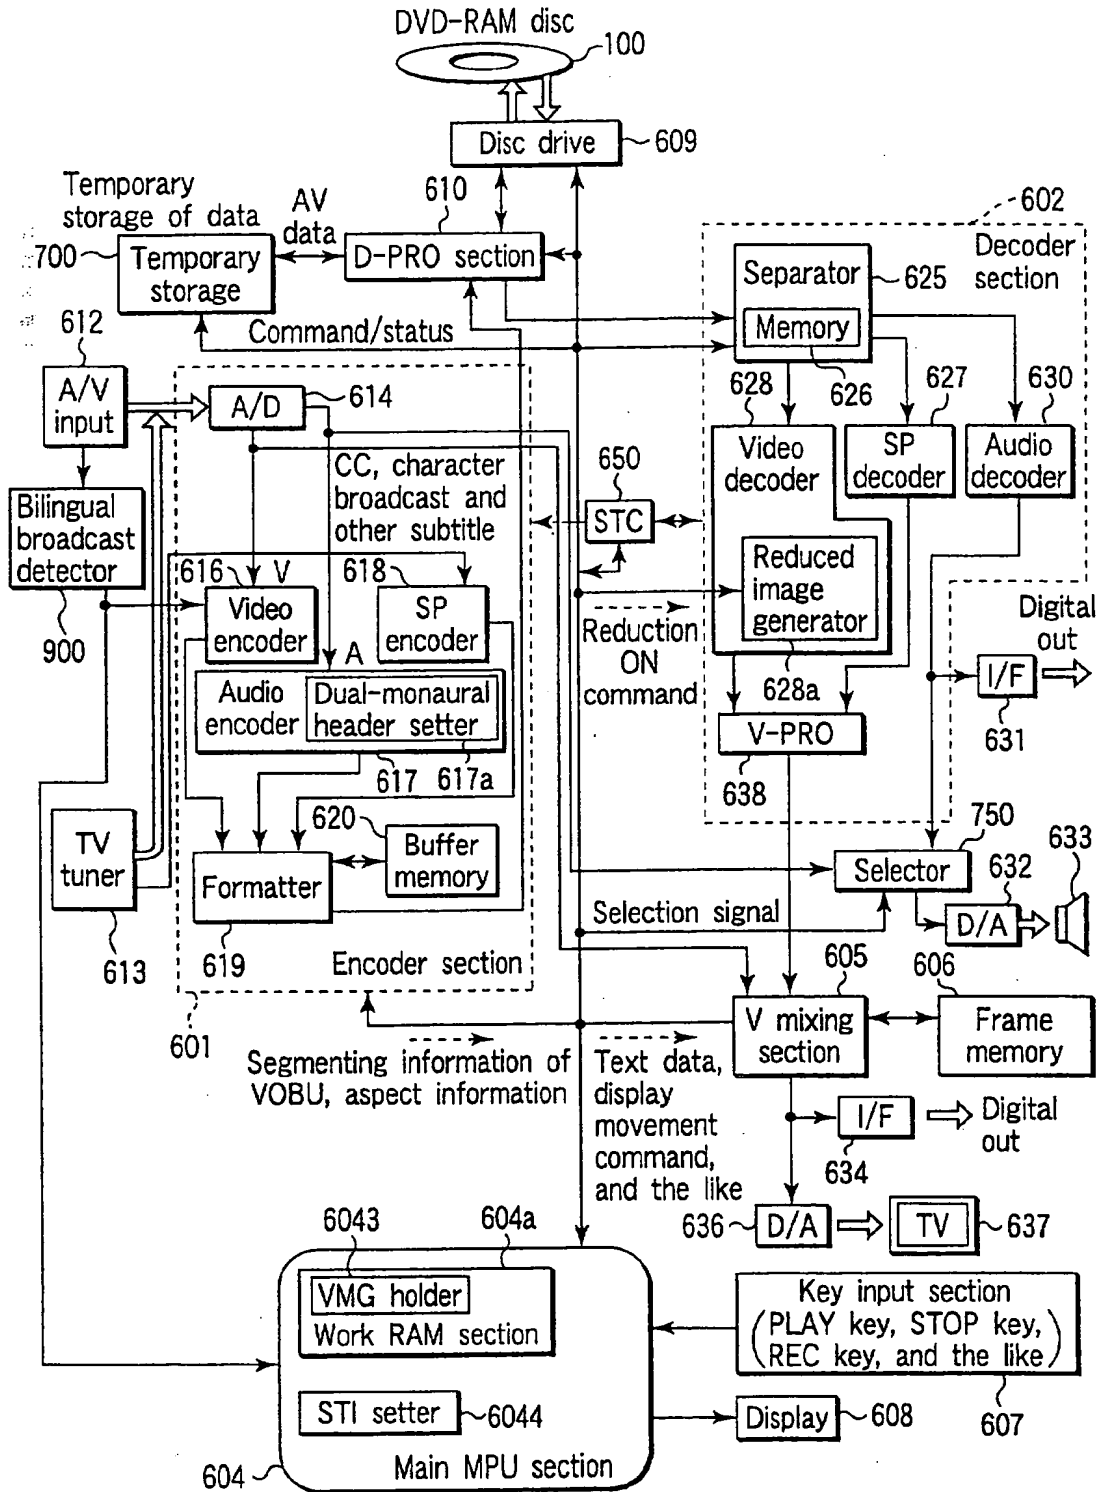 DVD-RAM disc
100
Disc drive
609
610
Temporary
storage of data
AV
data
700
Temporary
storage
D-PRO section
602
Decoder
section
Separator
625
Memory
626
Command/status
612
A/V
input
A/D
614
628
627
630
Video
decoder
SP
decoder
Audio
decoder
CC, character
broadcast and
other subtitle
650
STC
Bilingual
broadcast
detector
900
616
V
618
Video
encoder
SP
encoder
Reduced
image
generator
628a
Reduction
ON
command
Digital
out
I/F
631
A
Audio
encoder
Dual-monaural
header setter
617
617a
V-PRO
638
TV
tuner
613
620
Buffer
memory
Formatter
619
750
Selector
633
632
D/A
Selection signal
Encoder section
601
605
606
V mixing
section
Frame
memory
Segmenting information of
VOBU, aspect information
Text data,
display
movement
command,
and the like
I/F
634
Digital
out
636
D/A
TV
637
6043
604a
VMG holder
Work RAM section
Key input section
(PLAY key, STOP key,
REC key, and the like)
607
STI setter
6044
Display
608
604
Main MPU section